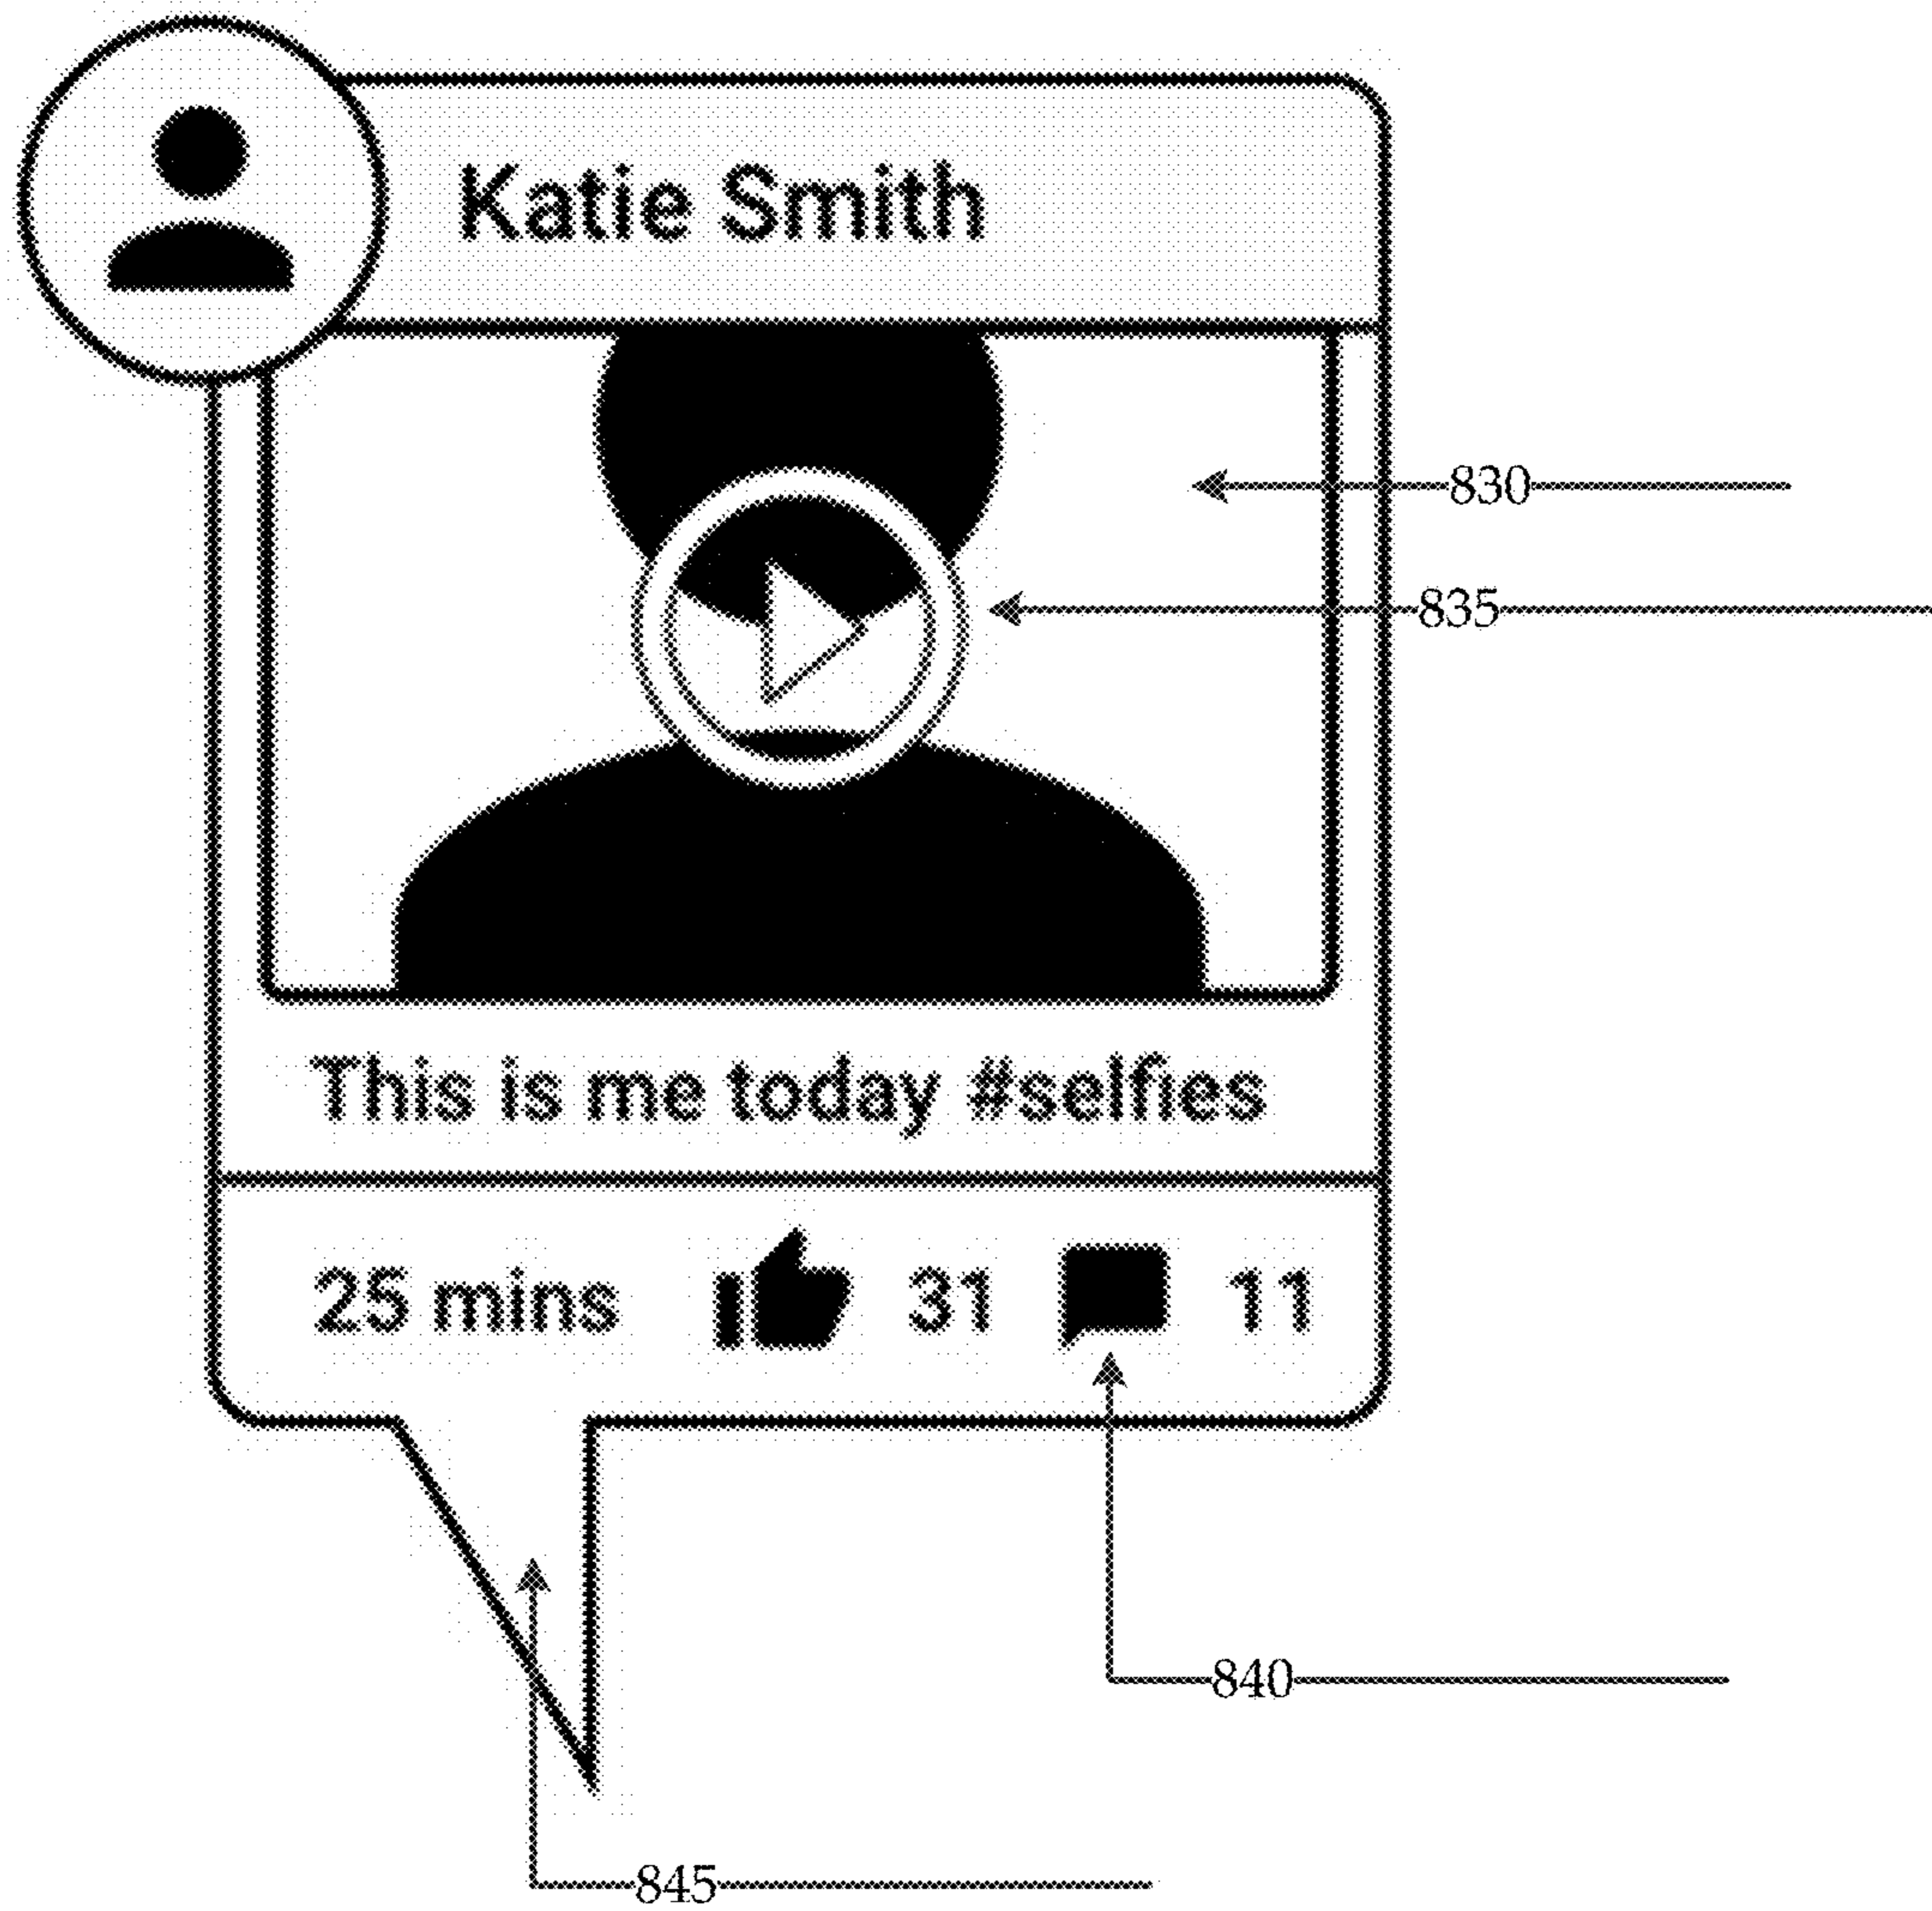 Katie Smith
830
835
This is me today #selfies
25 mins 31 11
840
845